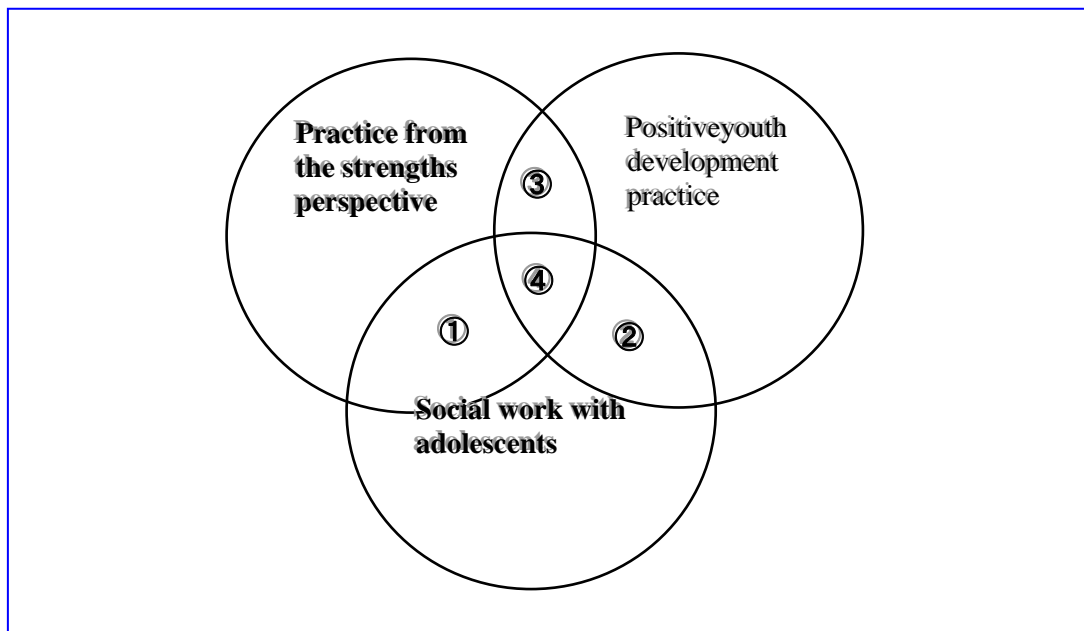 Practice from
the strengths
perspective
Positiveyouth
development
practice
③
④
①
②
Social work with
adolescents